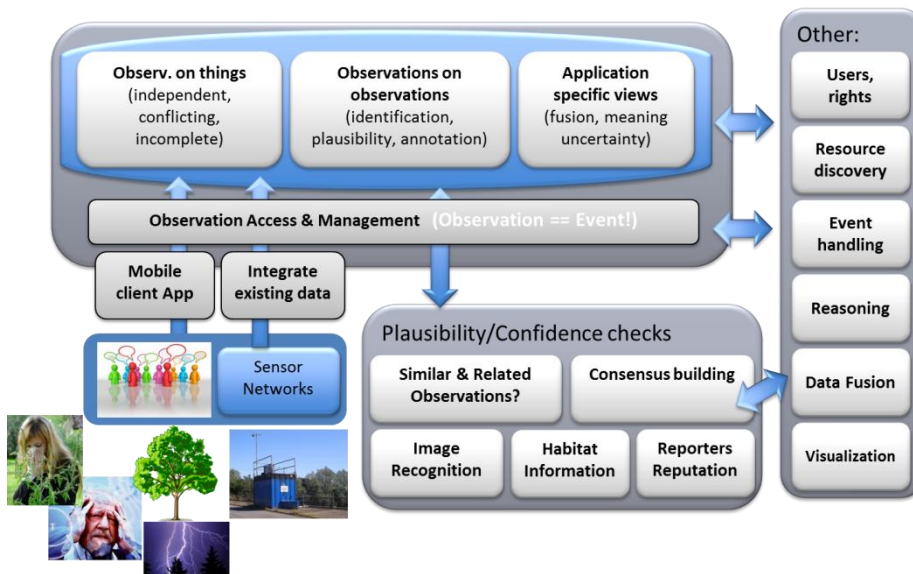 Observ. on things
(independent,
conflicting,
incomplete)
Observations on
observations
(identification,
plausibility, annotation)
Application
specific views
(fusion, meaning
uncertainty)
Observation Access & Management (Observation == Event!)
Mobile
client App
Integrate
existing data
Sensor
Networks
Plausibility/Confidence checks
Similar & Related
Observations?
Consensus building
Image
Recognition
Habitat
Information
Reporters
Reputation
Other:
Users,
rights
Resource
discovery
Event
handling
Reasoning
Data Fusion
Visualization